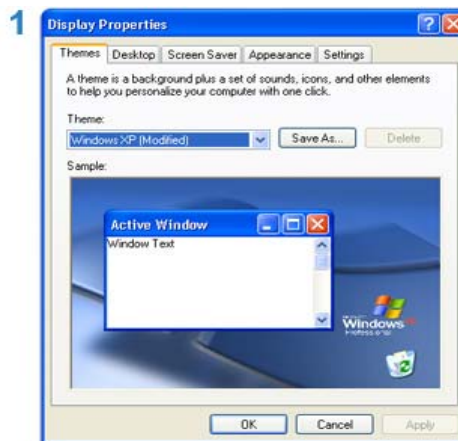 1
Display Properties
Themes Desktop Screen Saver Appearance Settings
A theme is a background plus a set of sounds, icons, and other elements
to help you personalize your computer with one click.
Theme:
Windows XP (Modified) Save As... Delete
Sample:
Active Window
Window Text
Windows xp
Professional
OK Cancel Apply